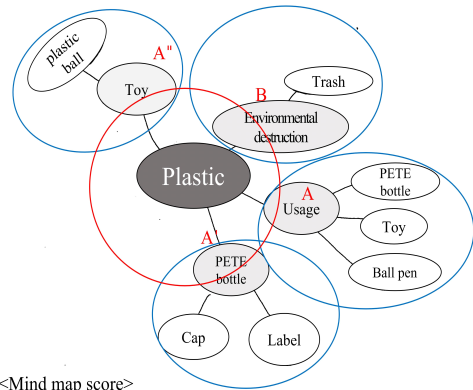 plastic
ball
A"
Toy
B
Trash
Environmental
destruction
Plastic
A
Usage
PETE
bottle
Toy
Ball pen
A'
PETE
bottle
Cap
Label
<Mind map score>